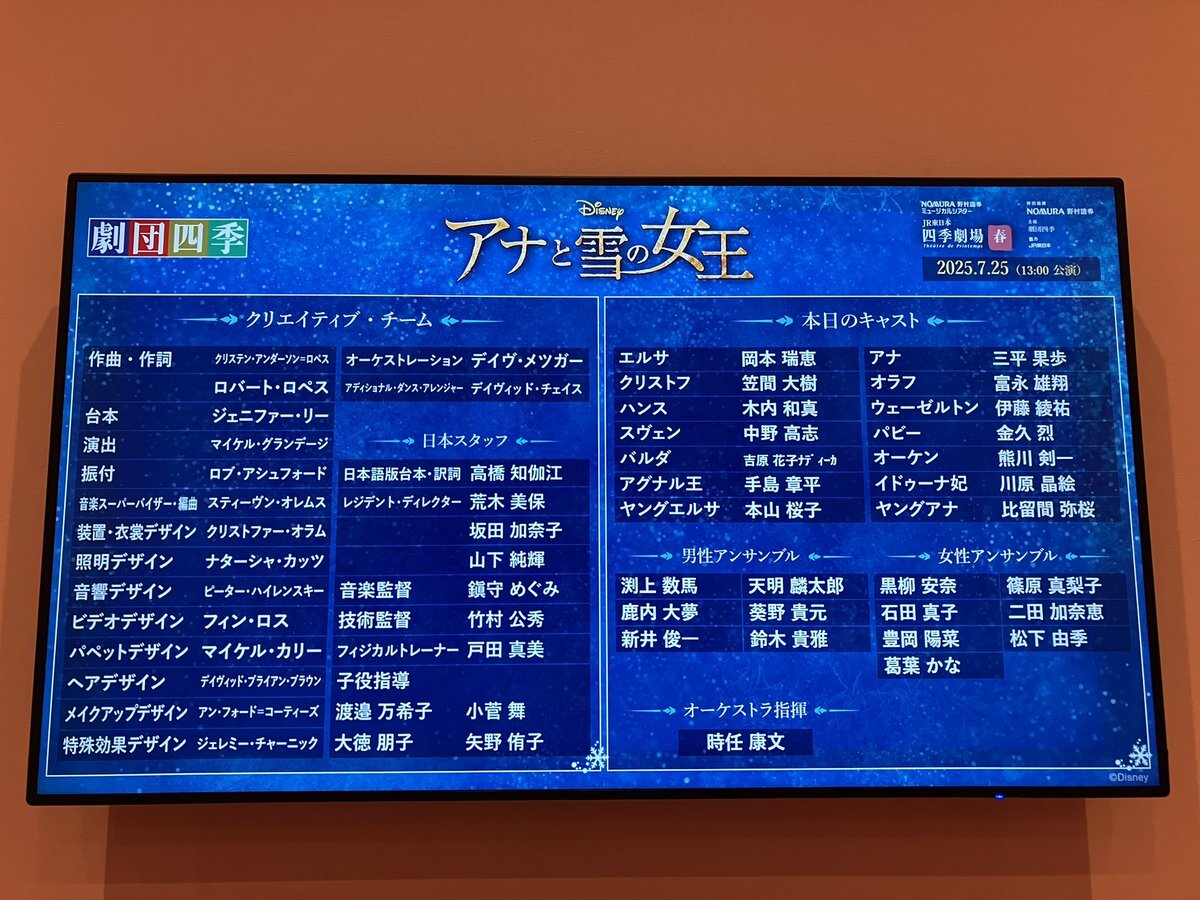 劇団四季
DISNEY
アナと雪の女王
NOMURA 野村證券
ミュージカルシアター
JR東日本
四季劇場 春
Théâtre de Printemps
特別協賛
NOMURA 野村證券
主催
劇団四季
協力
JR東日本
2025.7.25（13:00 公演）
クリエイティブ・チーム
作曲・作詞 クリステン・アンダーソン=ロペス
ロバート・ロペス
台本 ジェニファー・リー
演出 マイケル・グランデージ
振付 ロブ・アシュフォード
音楽スーパーバイザー・編曲 スティーヴン・オレムス
装置・衣裳デザイン クリストファー・オラム
照明デザイン ナターシャ・カッツ
音響デザイン ピーター・ハイレンスキー
ビデオデザイン フィン・ロス
パペットデザイン マイケル・カリー
ヘアデザイン デイヴィッド・ブライアン・ブラウン
メイクアップデザイン アン・フォード=コーティーズ
特殊効果デザイン ジェレミー・チャーニック
オーケストレーション デイヴ・メツガー
アディショナル・ダンス・アレンジャー デイヴィッド・チェイス
日本スタッフ
日本語版台本・訳詞 高橋 知伽江
レジデント・ディレクター 荒木 美保
坂田 加奈子
山下 純輝
音楽監督 鎮守 めぐみ
技術監督 竹村 公秀
フィジカルトレーナー 戸田 真美
子役指導
渡邉 万希子 小菅 舞
大徳 朋子 矢野 侑子
本日のキャスト
エルサ 岡本 瑞恵 アナ 三平 果歩
クリストフ 笠間 大樹 オラフ 富永 雄翔
ハンス 木内 和真 ウェーゼルトン 伊藤 綾祐
スヴェン 中野 高志 パビー 金久 烈
バルダ 吉原 花子ﾅﾃﾞｨｰｶ オーケン 熊川 剣一
アグナル王 手島 章平 イドゥーナ妃 川原 晶絵
ヤングエルサ 本山 桜子 ヤングアナ 比留間 弥桜
男性アンサンブル
渕上 数馬 天明 麟太郎
鹿内 大夢 葵野 貴元
新井 俊一 鈴木 貴雅
女性アンサンブル
黒柳 安奈 篠原 真梨子
石田 真子 二田 加奈恵
豊岡 陽菜 松下 由季
葛葉 かな
オーケストラ指揮
時任 康文
©Disney